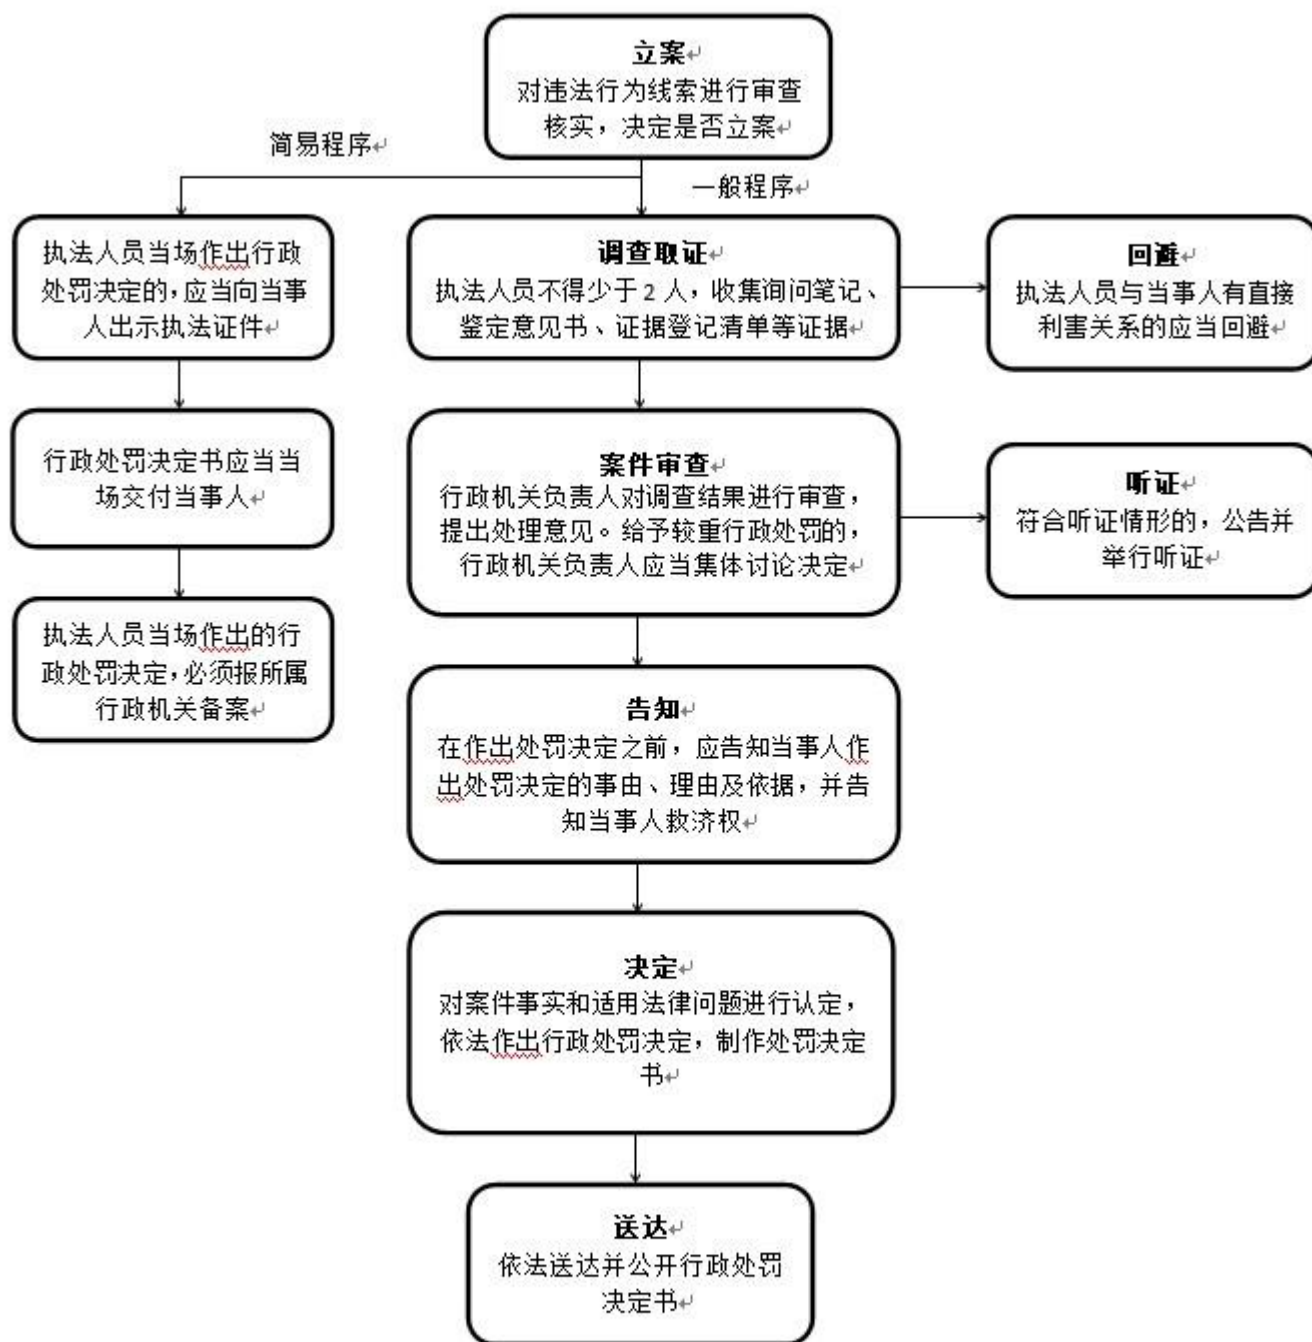 立案
对违法行为线索进行审查
核实，决定是否立案
简易程序
一般程序
执法人员当场作出行政
处罚决定的，应当向当事
人出示执法证件
调查取证
执法人员不得少于2人，收集询问笔记、
鉴定意见书、证据登记清单等证据
回避
执法人员与当事人有直接
利害关系的应当回避
行政处罚决定书应当当
场交付当事人
案件审查
行政机关负责人对调查结果进行审查，
提出处理意见。给予较重行政处罚的，
行政机关负责人应当集体讨论决定
听证
符合听证情形的，公告并
举行听证
执法人员当场作出的行
政处罚决定，必须报所属
行政机关备案
告知
在作出处罚决定之前，应告知当事人作
出处罚决定的事由、理由及依据，并告
知当事人救济权
决定
对案件事实和适用法律问题进行认定，
依法作出行政处罚决定，制作处罚决定
书
送达
依法送达并公开行政处罚
决定书